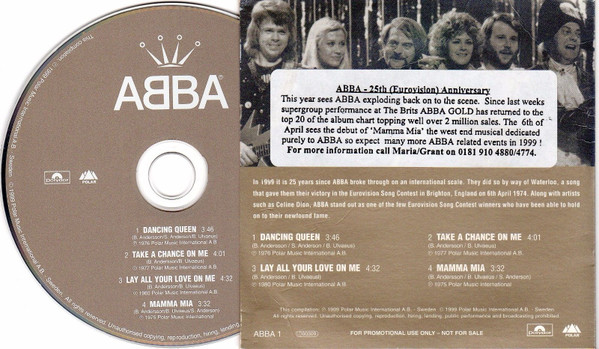 ABBA
polydor
POLAR
1 DANCING QUEEN 3:46
(B. Andersson/S. Anderson/B. Ulvaeus)
℗ 1976 Polar Music International A.B.
2 TAKE A CHANCE ON ME 4:01
(B. Andersson/B. Ulvaeus)
℗ 1977 Polar Music International A.B.
3 LAY ALL YOUR LOVE ON ME 4:32
(B. Andersson/B. Ulvaeus)
℗ 1980 Polar Music International A.B.
4 MAMMA MIA 3:32
(B. Andersson/S. Anderson/B. Ulvaeus)
℗ 1975 Polar Music International A.B.
ABBA - 25th (Eurovision) Anniversary
This year sees ABBA exploding back on to the scene. Since last weeks
supergroup performance at The Brits ABBA GOLD has returned to the
top 20 of the album chart topping well over 2 million sales. The 6th of
April sees the debut of 'Mamma Mia' the west end musical dedicated
purely to ABBA so expect many more ABBA related events in 1999 !
For more information call Maria/Grant on 0181 910 4880/4774.
In 1999 it is 25 years since ABBA broke through on an international scale. They did so by way of Waterloo, a song
that gave them their victory in the Eurovision Song Contest in Brighton, England on 6th April 1974. Along with artists
such as Celine Dion, ABBA stand out as one of the few Eurovision Song Contest winners who have been able to hold
on to their newfound fame.
1 DANCING QUEEN 3:46
(B. Andersson / S. Anderson / B. Ulvaeus)
℗ 1976 Polar Music International A.B.
2 TAKE A CHANCE ON ME 4:01
(B. Andersson / B. Ulvaeus)
℗ 1977 Polar Music International A.B.
3 LAY ALL YOUR LOVE ON ME 4:32
(B. Andersson / B. Ulvaeus)
℗ 1980 Polar Music International A.B.
4 MAMMA MIA 3:32
(B. Andersson / S. Anderson / B. Ulvaeus)
℗ 1975 Polar Music International A.B.
This compilation: ℗ 1999 Polar Music International A.B. - Sweden © 1999 Polar Music International A.B. - Sweden
All rights reserved. Unauthorised copying, reproduction, hiring, lending, public performance and broadcasting prohibited.
ABBA 1
FOR PROMOTIONAL USE ONLY - NOT FOR SALE
polydor
POLAR